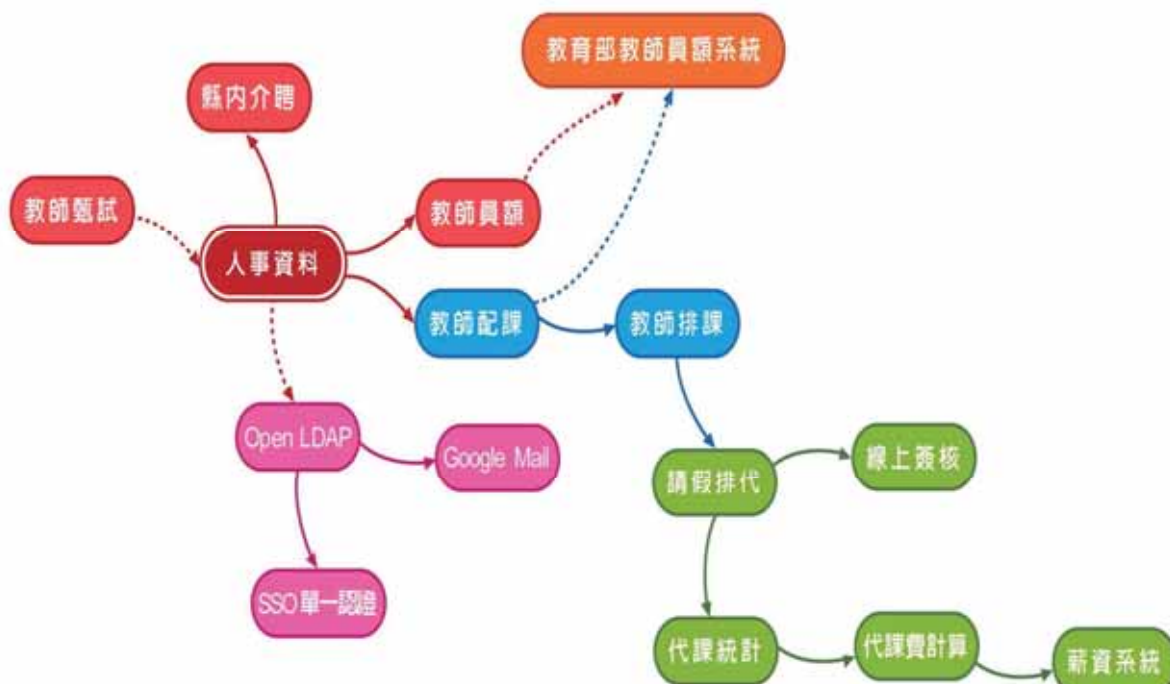 教育部教師員額系統
縣內介聘
教師甄試
教師員額
人事資料
教師配課
教師排課
Open LDAP
Google Mail
請假排代
線上簽核
SSO單一認證
代課統計
代課費計算
薪資系統